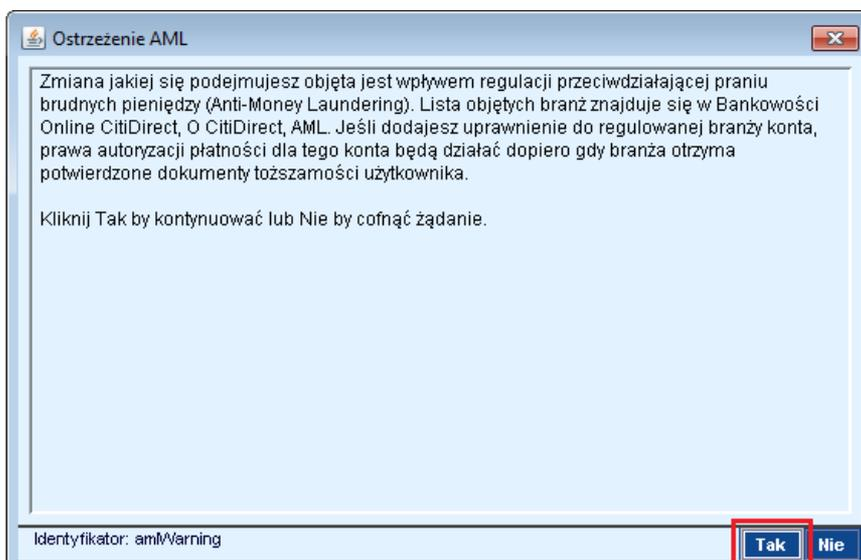 Ostrzeżenie AML
Zmiana jakiej się podejmujesz objęta jest wpływem regulacji przeciwdziałającej praniu
brudnych pieniędzy (Anti-Money Laundering). Lista objętych branż znajduje się w Bankowości
Online CitiDirect, O CitiDirect, AML. Jeśli dodajesz uprawnienie do regulowanej branży konta,
prawa autoryzacji płatności dla tego konta będą działać dopiero gdy branża otrzyma
potwierdzone dokumenty toższamości użytkownika.
Kliknij Tak by kontynuować lub Nie by cofnąć żądanie.
Identyfikator: amlWarning
Tak Nie